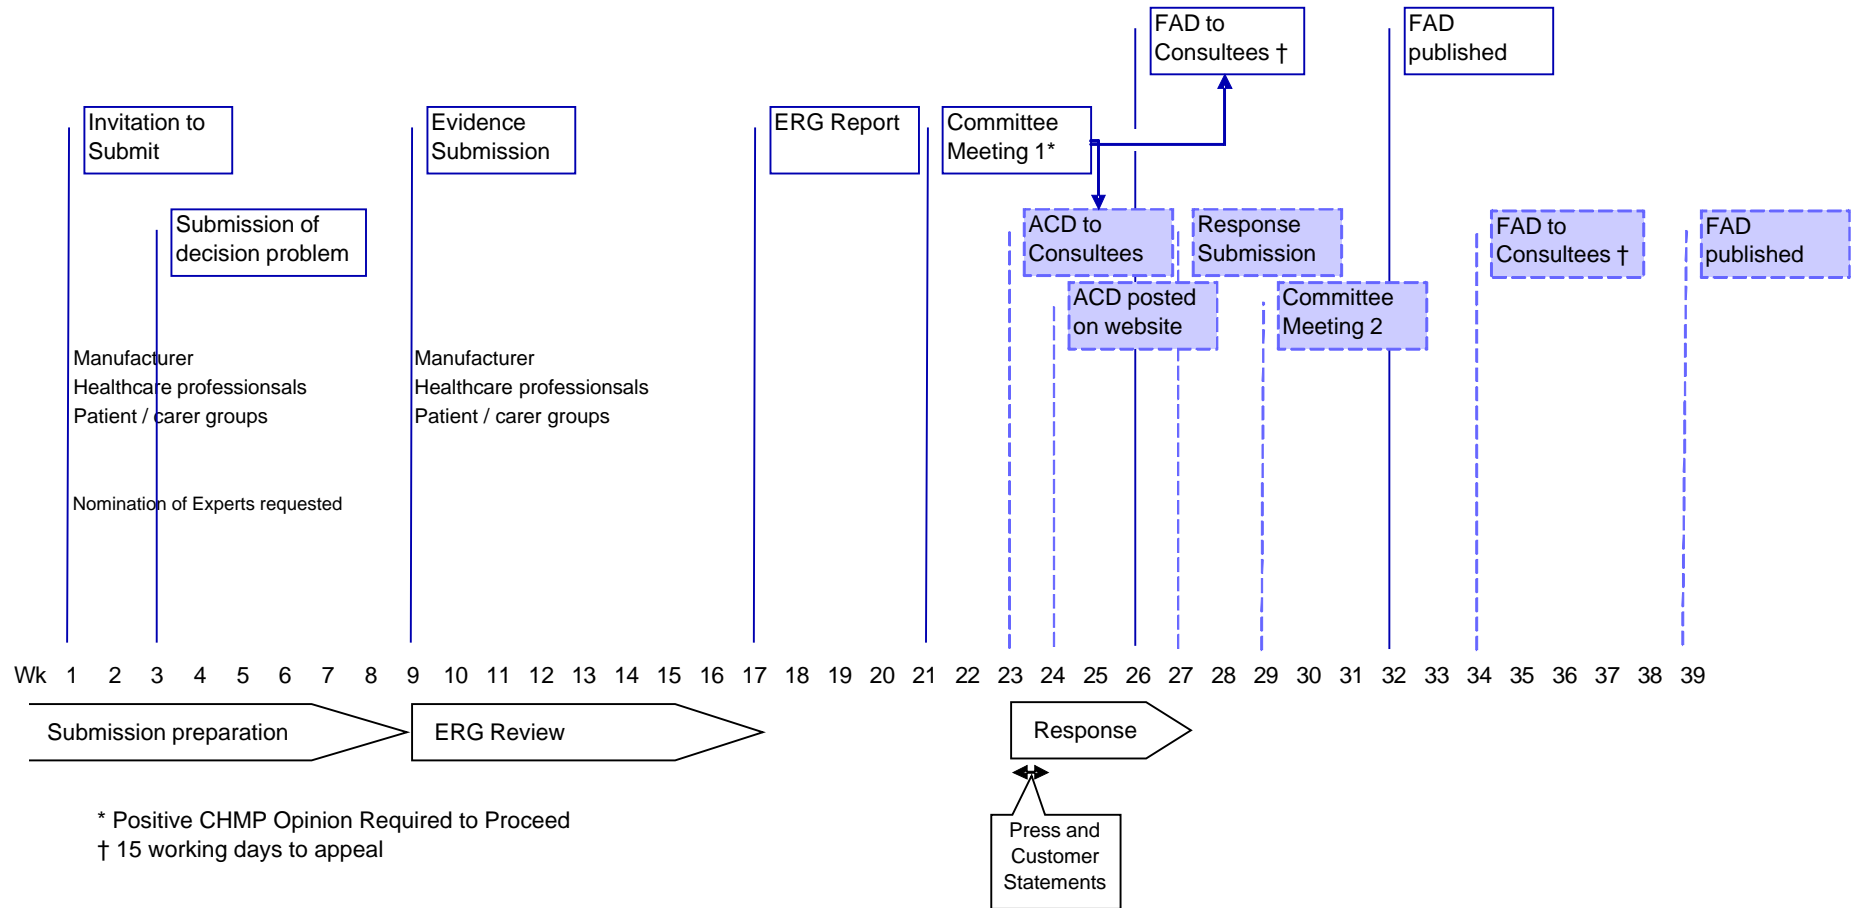 FAD to
Consultees †
FAD
published
Invitation to
Submit
Evidence
Submission
ERG Report
Committee
Meeting 1*
Submission of
decision problem
ACD to
Consultees
Response
Submission
FAD to
Consultees †
FAD
published
ACD posted
on website
Committee
Meeting 2
Manufacturer
Healthcare professionsals
Patient / carer groups
Manufacturer
Healthcare professionsals
Patient / carer groups
Nomination of Experts requested
Wk 1 2 3 4 5 6 7 8 9 10 11 12 13 14 15 16 17 18 19 20 21 22 23 24 25 26 27 28 29 30 31 32 33 34 35 36 37 38 39
Submission preparation
ERG Review
Response
* Positive CHMP Opinion Required to Proceed
† 15 working days to appeal
Press and
Customer
Statements